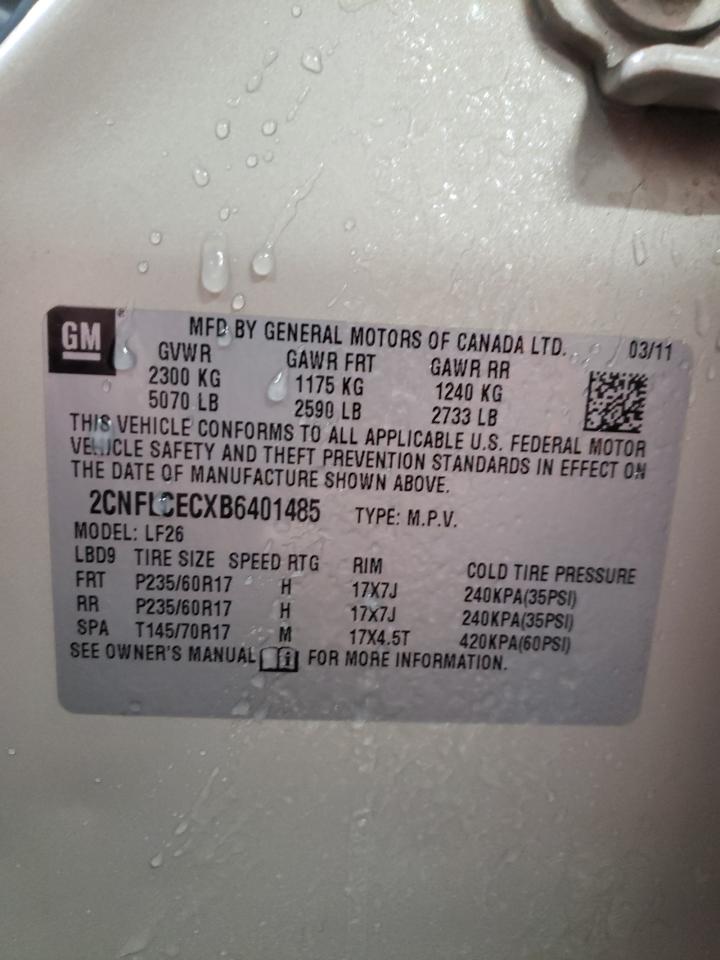 GM ®
MFD BY GENERAL MOTORS OF CANADA LTD. 03/11
GVWR GAWR FRT GAWR RR
2300 KG 1175 KG 1240 KG
5070 LB 2590 LB 2733 LB
THIS VEHICLE CONFORMS TO ALL APPLICABLE U.S. FEDERAL MOTOR
VEHICLE SAFETY AND THEFT PREVENTION STANDARDS IN EFFECT ON
THE DATE OF MANUFACTURE SHOWN ABOVE.
2CNFLCECXB6401485 TYPE: M.P.V.
MODEL: LF26
LBD9 TIRE SIZE SPEED RTG RIM COLD TIRE PRESSURE
FRT P235/60R17 H 17X7J 240KPA(35PSI)
RR P235/60R17 H 17X7J 240KPA(35PSI)
SPA T145/70R17 M 17X4.5T 420KPA(60PSI)
SEE OWNER'S MANUAL FOR MORE INFORMATION.